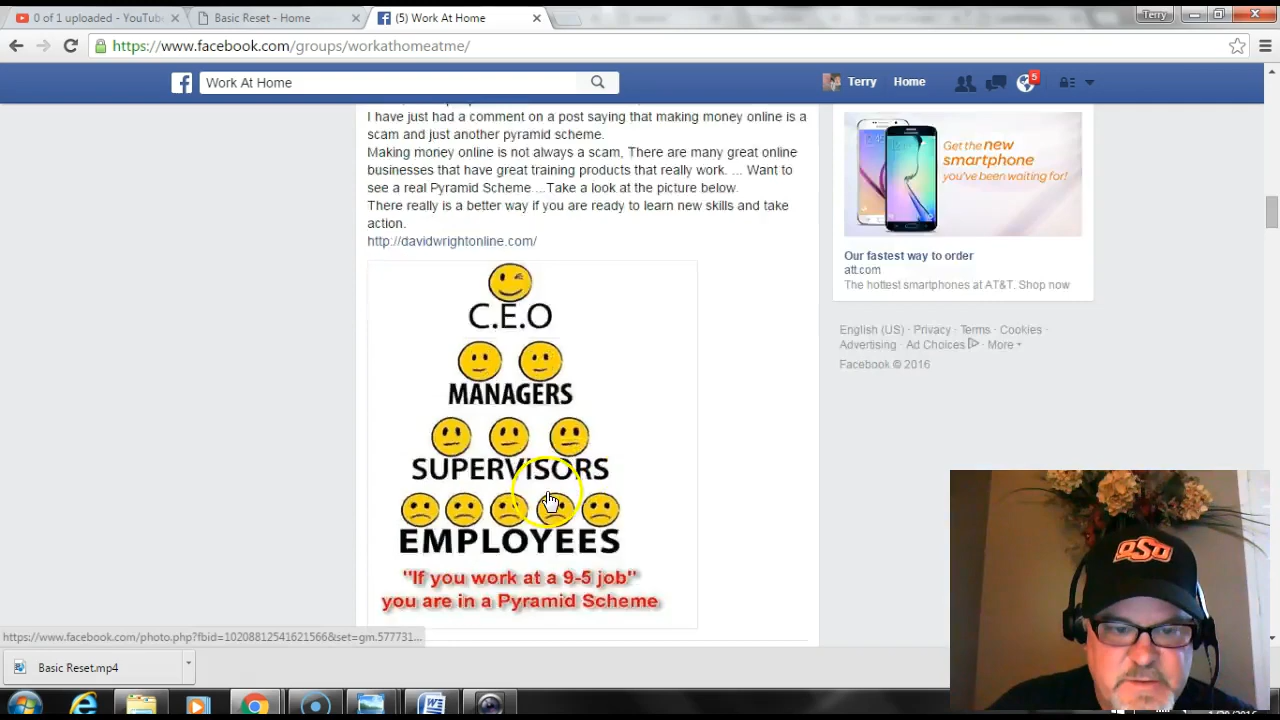 0 of 1 uploaded - YouTub
Basic Reset - Home
(5) Work At Home
Terry
https://www.facebook.com/groups/workathomeatme/
Work At Home
Terry
Home
5
I have just had a comment on a post saying that making money online is a
scam and just another pyramid scheme.
Making money online is not always a scam, There are many great online
businesses that have great training products that really work. ... Want to
see a real Pyramid Scheme ...Take a look at the picture below.
There really is a better way if you are ready to learn new skills and take
action.
http://davidwrightonline.com/
C.E.O
MANAGERS
SUPERVISORS
EMPLOYEES
"If you work at a 9-5 job"
you are in a Pyramid Scheme
Get the new
smartphone
you've been waiting for!
Our fastest way to order
att.com
The hottest smartphones at AT&T. Shop now
English (US) · Privacy · Terms · Cookies ·
Advertising · Ad Choices · More
Facebook © 2016
https://www.facebook.com/photo.php?fbid=10208812541621566&set=gm.577731...
Basic Reset.mp4
OSU